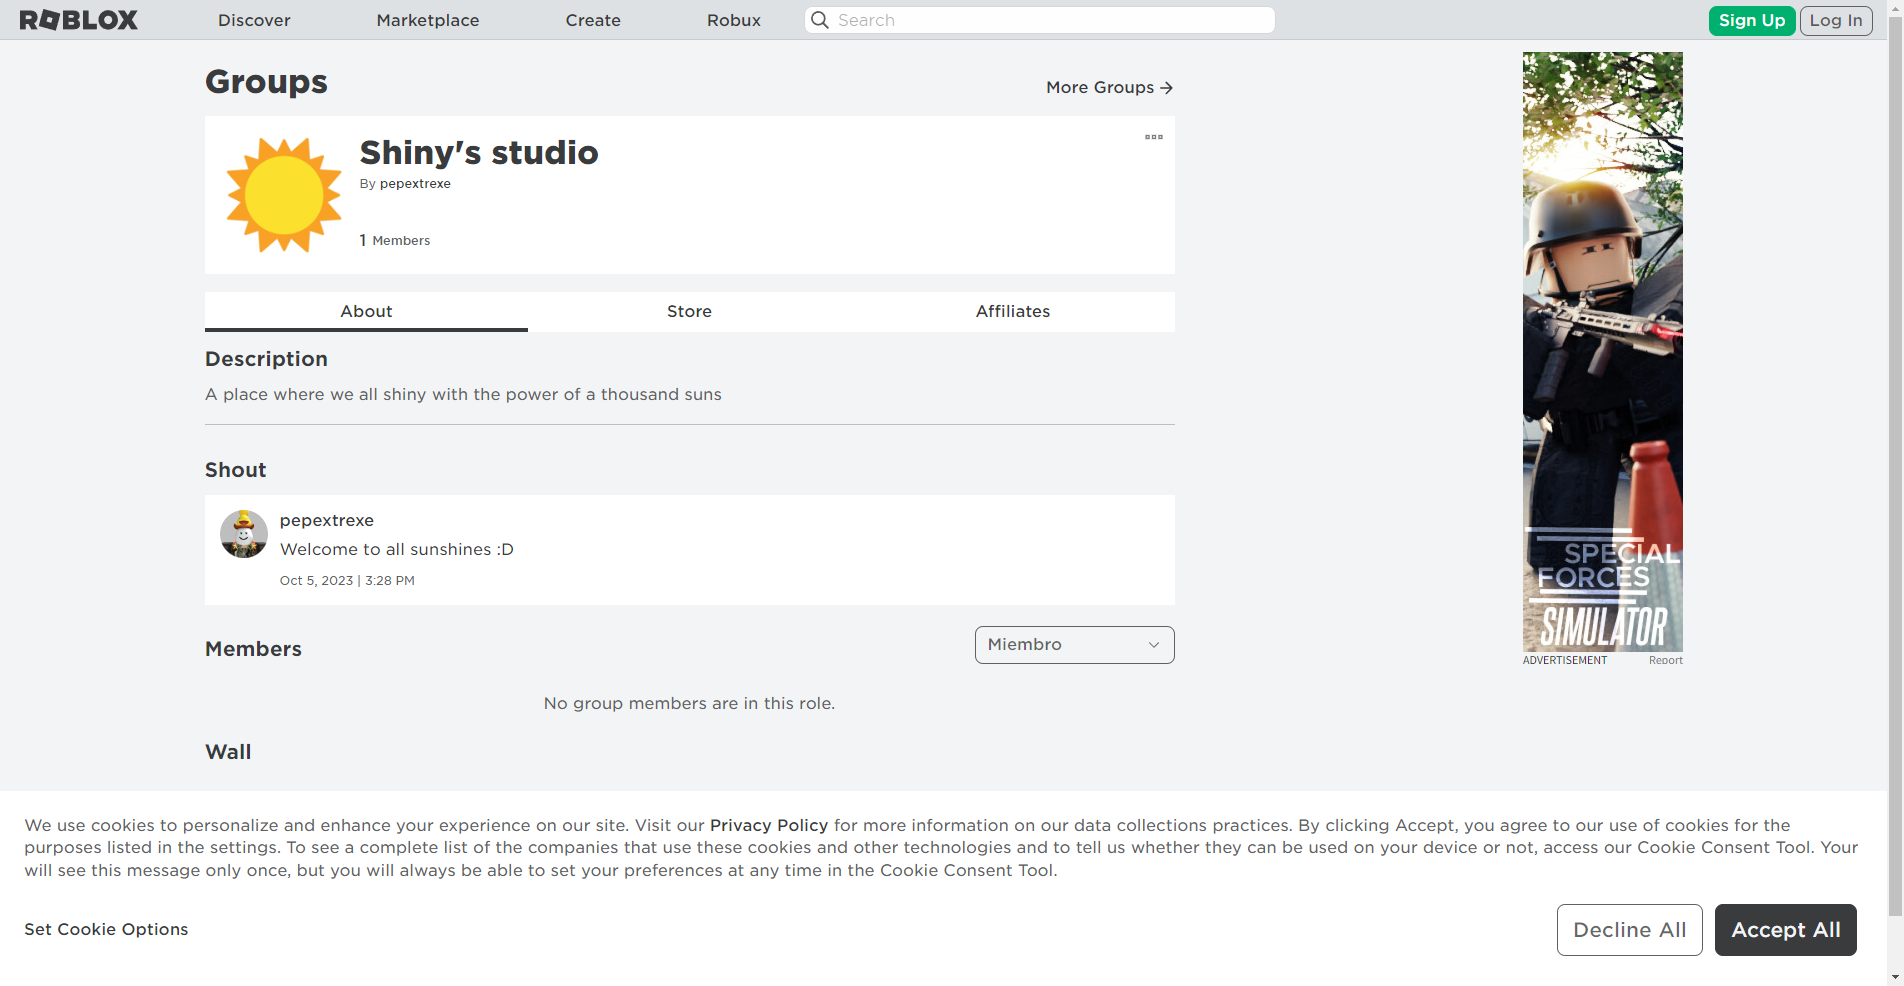 ROBLOX
Discover
Marketplace
Create
Robux
Search
Sign Up
Log In
Groups
More Groups →
Shiny's studio
By pepextrexe
1 Members
About
Store
Affiliates
Description
A place where we all shiny with the power of a thousand suns
Shout
pepextrexe
Welcome to all sunshines :D
Oct 5, 2023 | 3:28 PM
Members
Miembro
No group members are in this role.
Wall
SPECIAL
FORCES
SIMULATOR
ADVERTISEMENT
Report
We use cookies to personalize and enhance your experience on our site. Visit our Privacy Policy for more information on our data collections practices. By clicking Accept, you agree to our use of cookies for the
purposes listed in the settings. To see a complete list of the companies that use these cookies and other technologies and to tell us whether they can be used on your device or not, access our Cookie Consent Tool. Your
will see this message only once, but you will always be able to set your preferences at any time in the Cookie Consent Tool.
Set Cookie Options
Decline All
Accept All